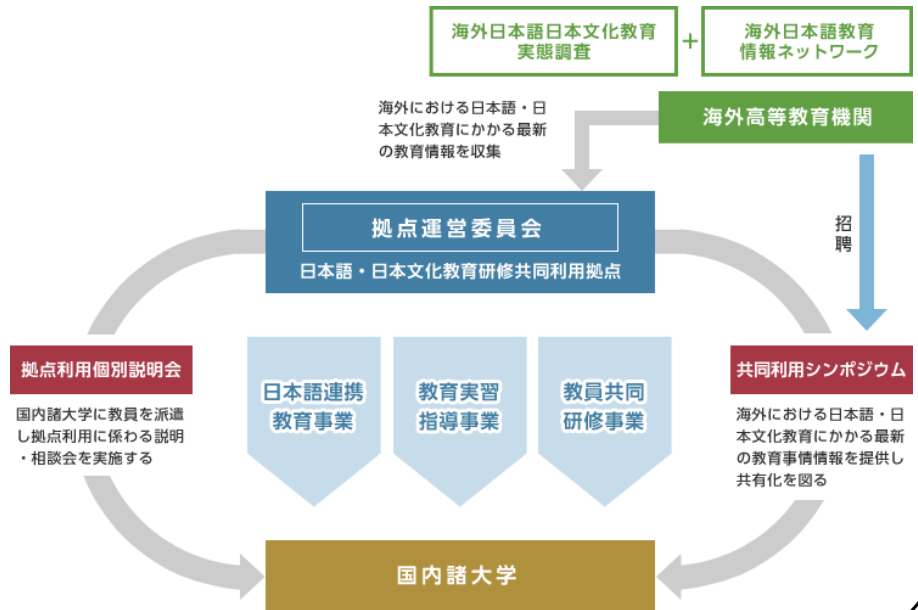 海外日本語日本文化教育
実態調査
+
海外日本語教育
情報ネットワーク
海外高等教育機関
海外における日本語・日
本文化教育にかかる最新
の教育情報を収集
招聘
拠点運営委員会
日本語・日本文化教育研修共同利用拠点
拠点利用個別説明会
国内諸大学に教員を派遣
し拠点利用に係わる説明
・相談会を実施する
日本語連携
教育事業
教育実習
指導事業
教員共同
研修事業
共同利用シンポジウム
海外における日本語・日
本文化教育にかかる最新
の教育事情情報を提供し
共有化を図る
国内諸大学